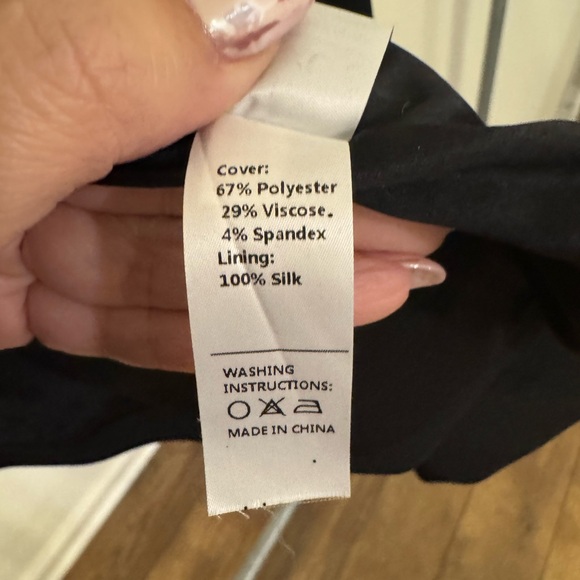 Cover:
67% Polyester
29% Viscose.
4% Spandex
Lining:
100% Silk
WASHING
INSTRUCTIONS:
MADE IN CHINA